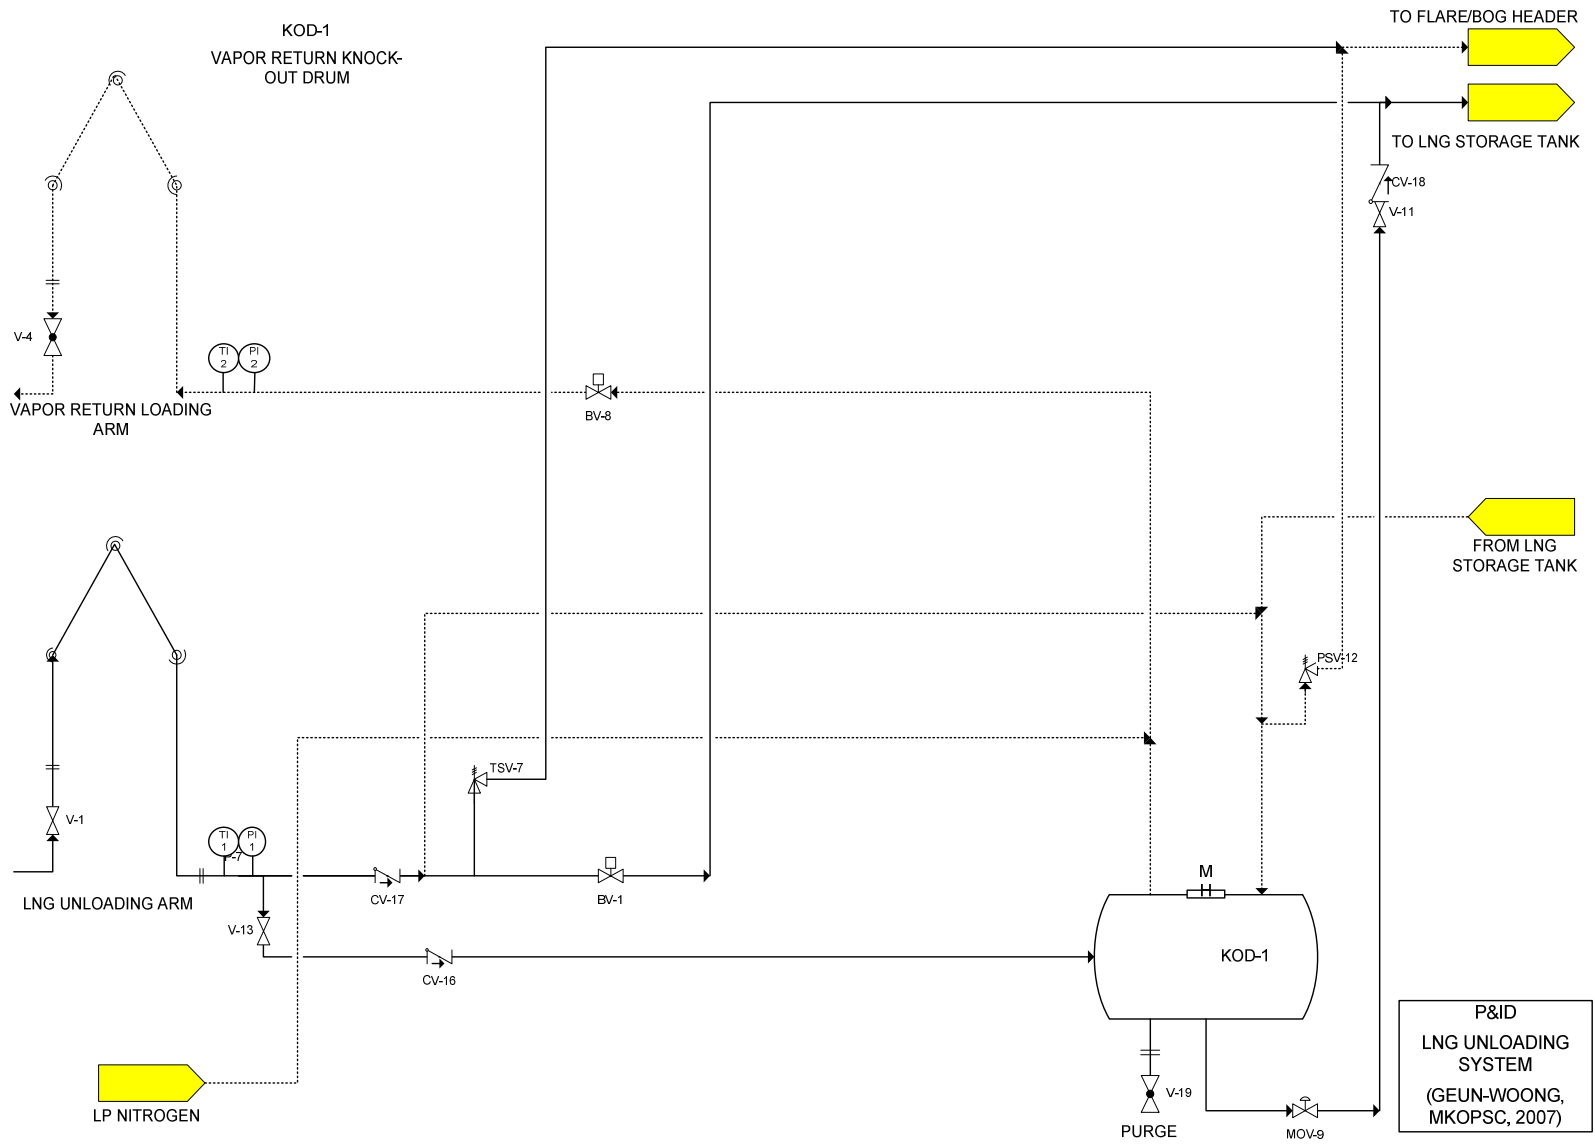 TO FLARE/BOG HEADER
KOD-1
VAPOR RETURN KNOCK-
OUT DRUM
TO LNG STORAGE TANK
CV-18
V-11
V-4
TI
2
PI
2
VAPOR RETURN LOADING
ARM
BV-8
FROM LNG
STORAGE TANK
PSV-12
TSV-7
V-1
TI
1
PI
1
P-7
CV-17
BV-1
M
LNG UNLOADING ARM
V-13
CV-16
KOD-1
P&ID
LNG UNLOADING
SYSTEM
(GEUN-WOONG,
MKOPSC, 2007)
V-19
LP NITROGEN
PURGE
MOV-9